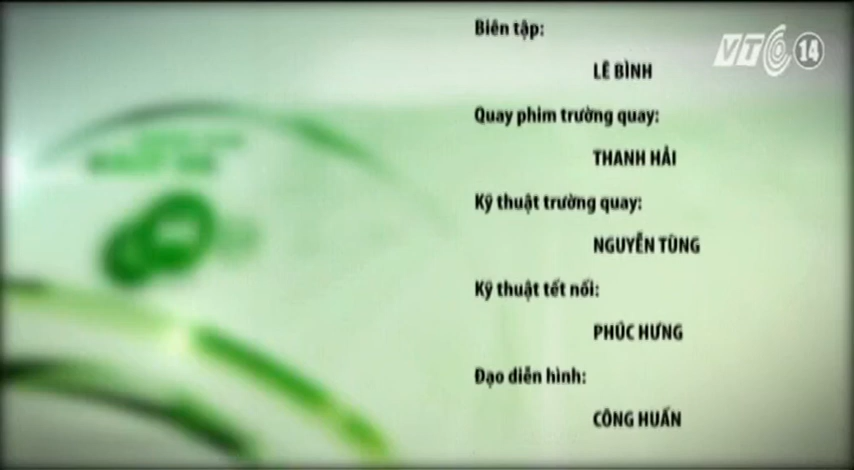 Biên tập:
VTC 14
LÊ BÌNH
Quay phim trường quay:
THANH HẢI
Kỹ thuật trường quay:
NGUYỄN TÙNG
Kỹ thuật tết nối:
PHÚC HƯNG
Đạo diễn hình:
CÔNG HUẤN